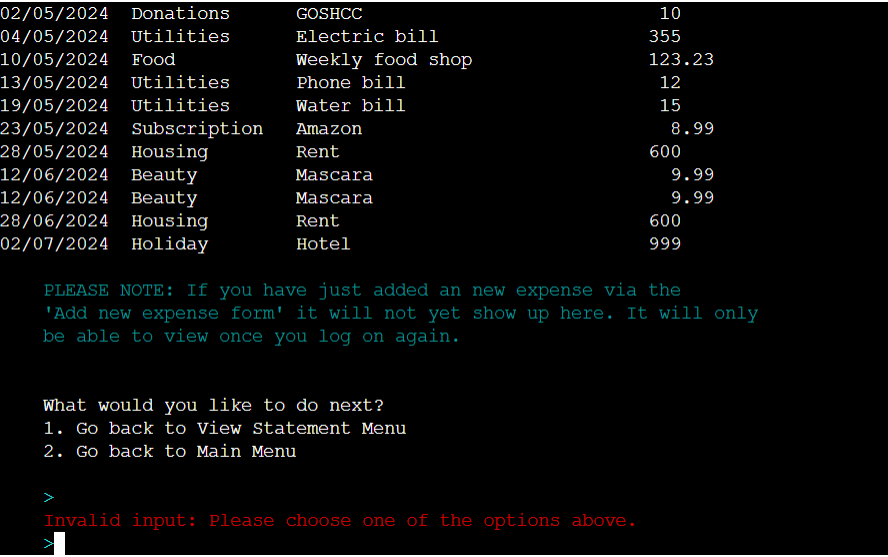 02/05/2024  Donations     GOSHCC                           10
04/05/2024  Utilities     Electric bill                   355
10/05/2024  Food          Weekly food shop                123.23
13/05/2024  Utilities     Phone bill                       12
19/05/2024  Utilities     Water bill                       15
23/05/2024  Subscription  Amazon                            8.99
28/05/2024  Housing       Rent                            600
12/06/2024  Beauty        Mascara                           9.99
12/06/2024  Beauty        Mascara                           9.99
28/06/2024  Housing       Rent                            600
02/07/2024  Holiday       Hotel                           999
PLEASE NOTE: If you have just added an new expense via the
'Add new expense form' it will not yet show up here. It will only
be able to view once you log on again.
What would you like to do next?
1. Go back to View Statement Menu
2. Go back to Main Menu
>
Invalid input: Please choose one of the options above.
>